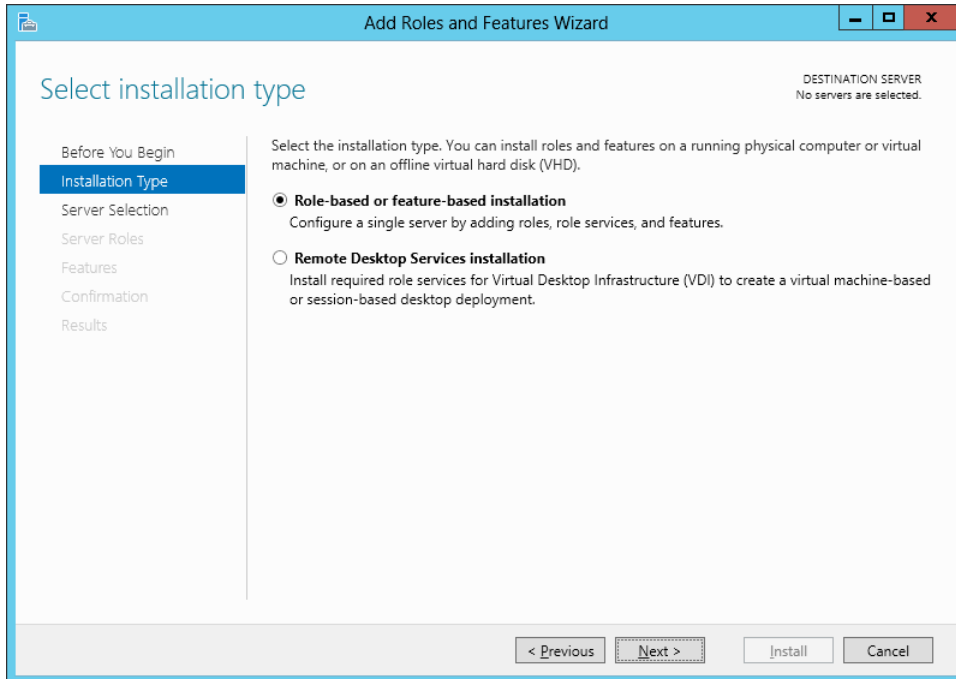 Add Roles and Features Wizard
Select installation type
DESTINATION SERVER
No servers are selected.
Before You Begin
Installation Type
Server Selection
Server Roles
Features
Confirmation
Results
Select the installation type. You can install roles and features on a running physical computer or virtual
machine, or on an offline virtual hard disk (VHD).
Role-based or feature-based installation
Configure a single server by adding roles, role services, and features.
Remote Desktop Services installation
Install required role services for Virtual Desktop Infrastructure (VDI) to create a virtual machine-based
or session-based desktop deployment.
< Previous
Next >
Install
Cancel